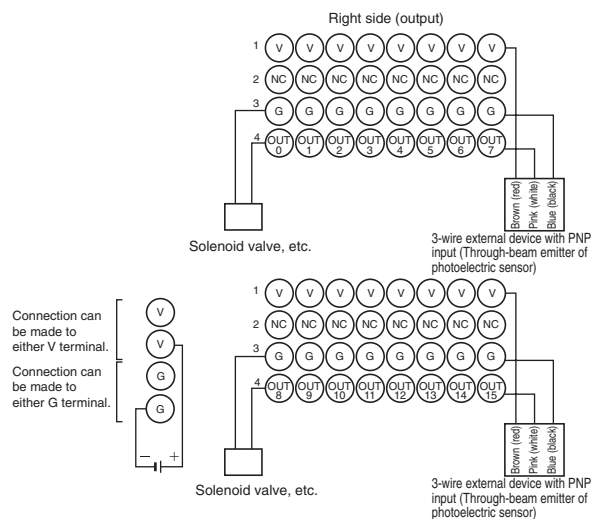 Right side (output)
1 V V V V V V V V
2 NC NC NC NC NC NC NC NC
3 G G G G G G G G
4 OUT 0 OUT 1 OUT 2 OUT 3 OUT 4 OUT 5 OUT 6 OUT 7
Brown (red)
Pink (white)
Blue (black)
Solenoid valve, etc.
3-wire external device with PNP
input (Through-beam emitter of
photoelectric sensor)
Connection can
be made to
either V terminal.
Connection can
be made to
either G terminal.
V
V
G
G
− +
1 V V V V V V V V
2 NC NC NC NC NC NC NC NC
3 G G G G G G G G
4 OUT 8 OUT 9 OUT 10 OUT 11 OUT 12 OUT 13 OUT 14 OUT 15
Brown (red)
Pink (white)
Blue (black)
Solenoid valve, etc.
3-wire external device with PNP
input (Through-beam emitter of
photoelectric sensor)